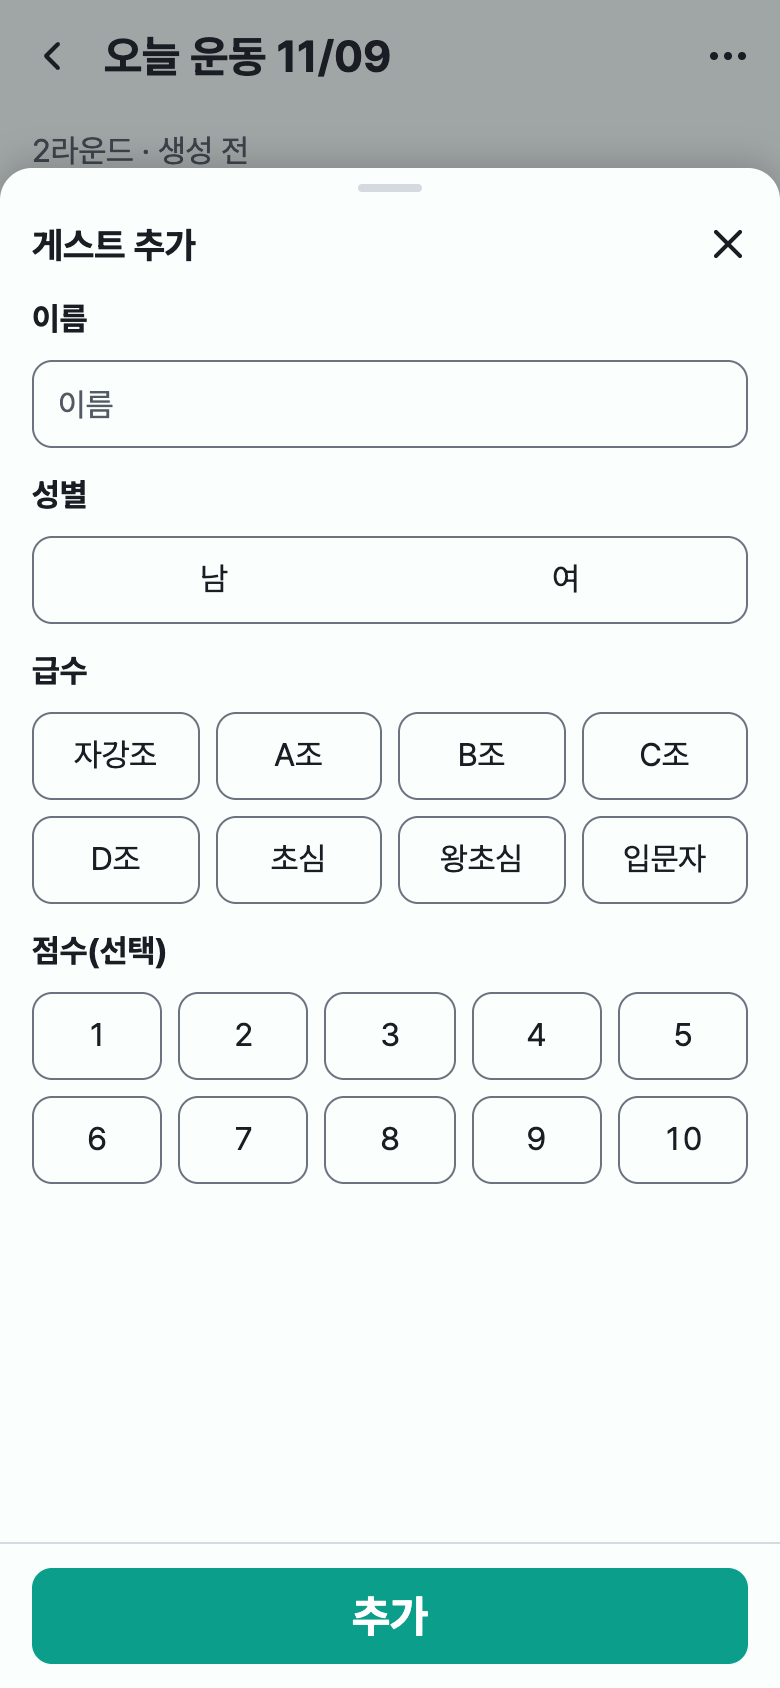 오늘 운동 11/09
2라운드 · 생성 전
게스트 추가
이름
이름
성별
남 여
급수
자강조 A조 B조 C조
D조 초심 왕초심 입문자
점수(선택)
1 2 3 4 5
6 7 8 9 10
추가